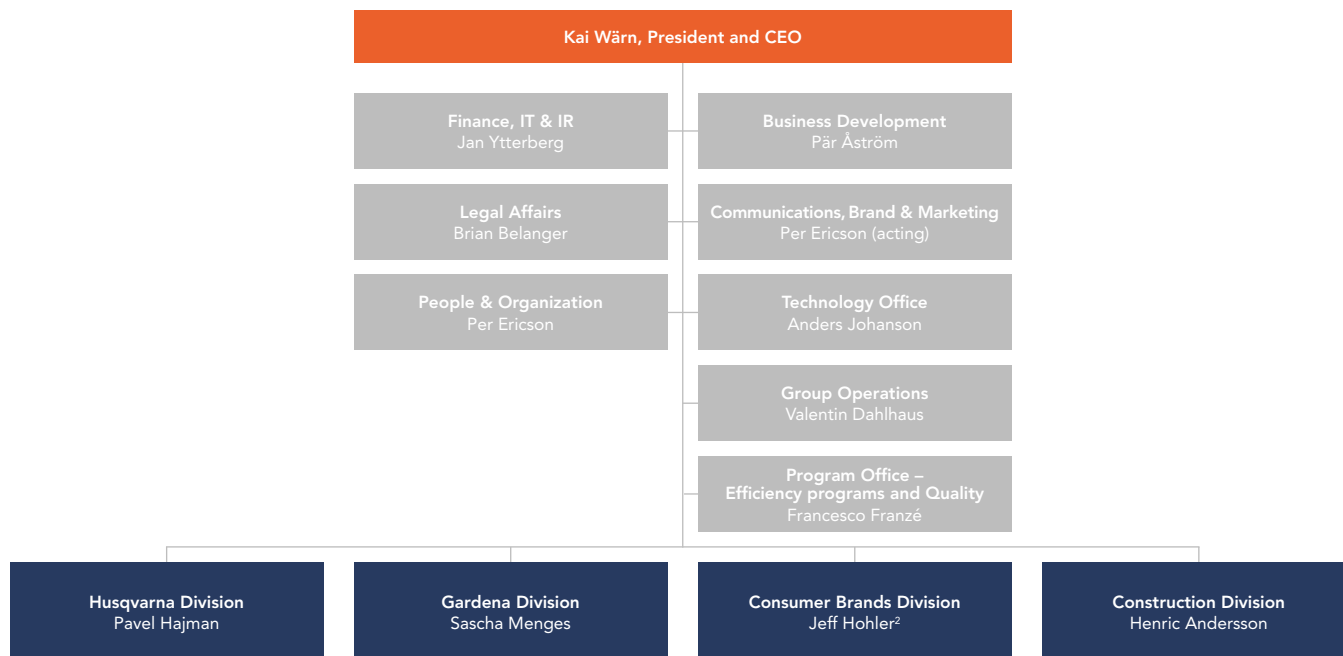 Kai Wärn, President and CEO
Finance, IT & IR
Jan Ytterberg
Business Development
Pär Åström
Legal Affairs
Brian Belanger
Communications, Brand & Marketing
Per Ericson (acting)
People & Organization
Per Ericson
Technology Office
Anders Johanson
Group Operations
Valentin Dahlhaus
Program Office –
Efficiency programs and Quality
Francesco Franzé
Husqvarna Division
Pavel Hajman
Gardena Division
Sascha Menges
Consumer Brands Division
Jeff Hohler²
Construction Division
Henric Andersson